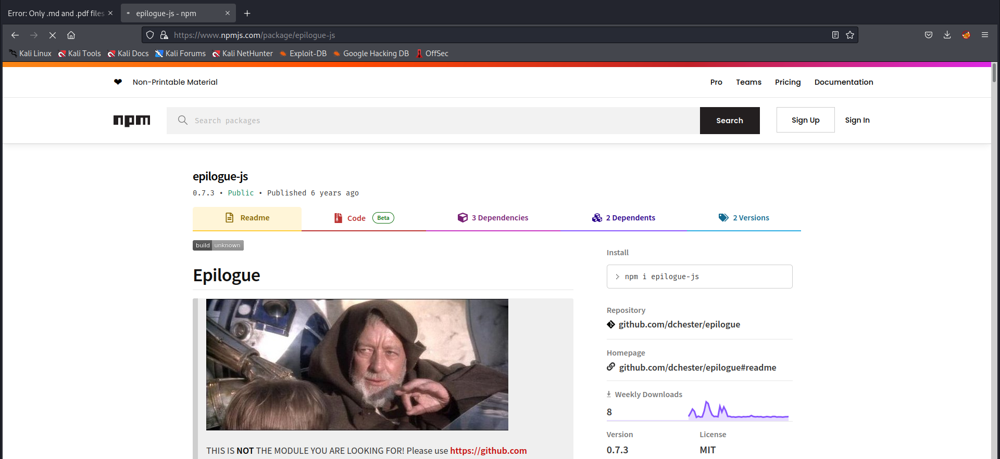 Error: Only .md and .pdf files
epilogue-js - npm
https://www.npmjs.com/package/epilogue-js
Kali Linux Kali Tools Kali Docs Kali Forums Kali NetHunter Exploit-DB Google Hacking DB OffSec
❤ Non-Printable Material
Pro Teams Pricing Documentation
npm
Search packages
Search
Sign Up
Sign In
epilogue-js
0.7.3 • Public • Published 6 years ago
Readme
Code Beta
3 Dependencies
2 Dependents
2 Versions
build unknown
Epilogue
THIS IS NOT THE MODULE YOU ARE LOOKING FOR! Please use https://github.com
Install
> npm i epilogue-js
Repository
github.com/dchester/epilogue
Homepage
github.com/dchester/epilogue#readme
Weekly Downloads
8
Version License
0.7.3 MIT